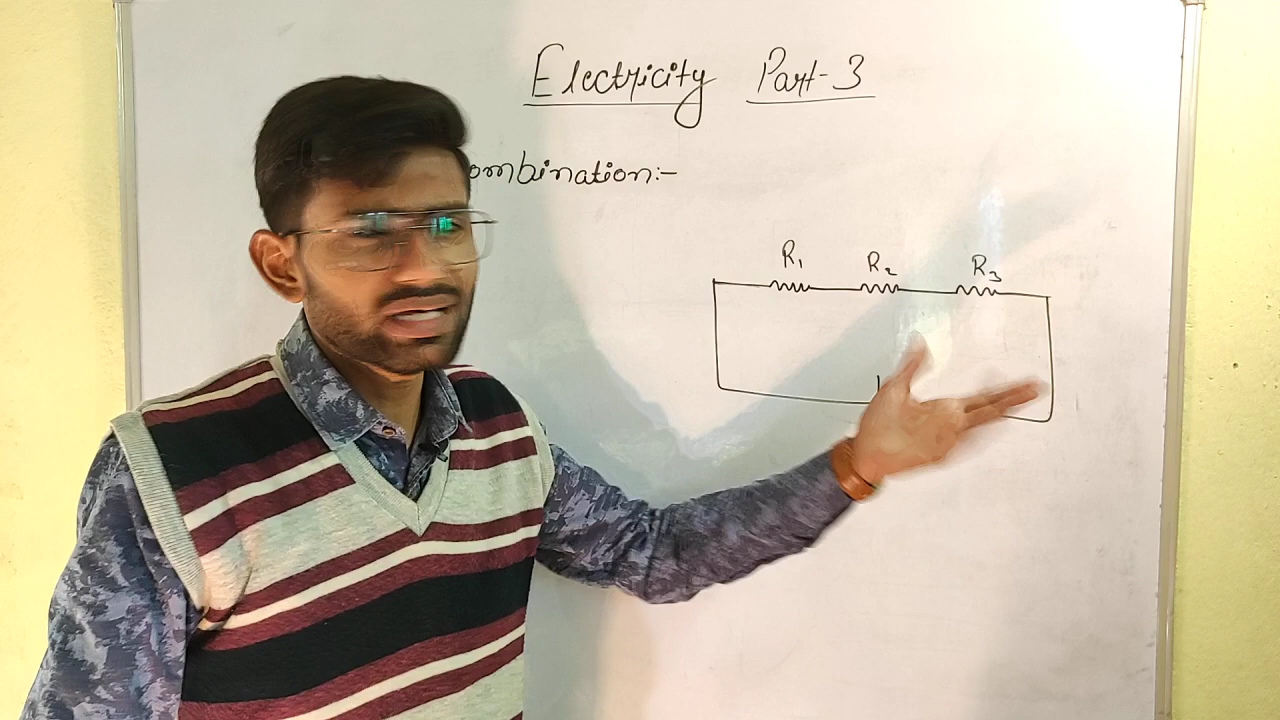 Electricity Part-3
ombination:-
R₁ R₂ R₃